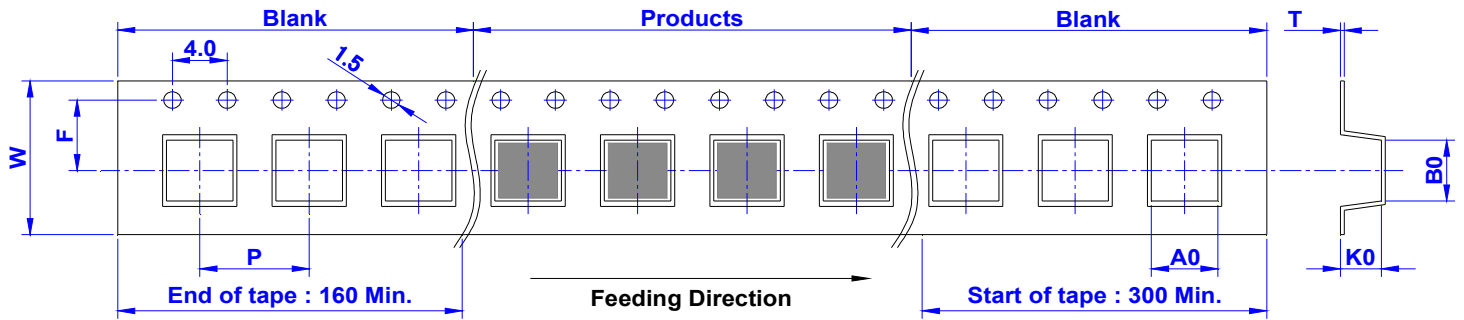 Blank
Products
Blank
T
4.0
1.5
F
W
B0
P
A0
K0
End of tape : 160 Min.
Feeding Direction
Start of tape : 300 Min.